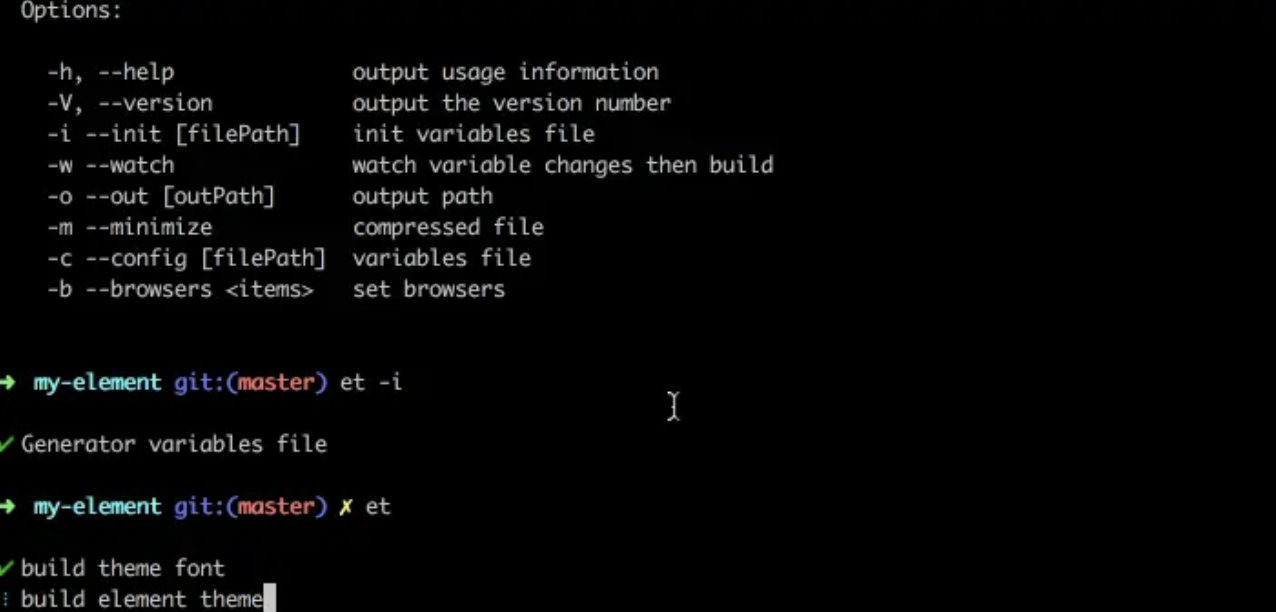 Options:
-h, --help output usage information
-V, --version output the version number
-i --init [filePath] init variables file
-w --watch watch variable changes then build
-o --out [outPath] output path
-m --minimize compressed file
-c --config [filePath] variables file
-b --browsers <items> set browsers
➜ my-element git:(master) et -i
✔ Generator variables file
➜ my-element git:(master) ✗ et
✔ build theme font
⋮ build element theme